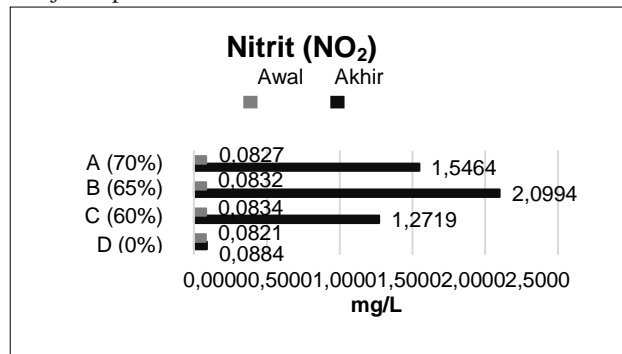 Nitrit (NO₂)
Awal Akhir
A (70%) 0,0827 1,5464
B (65%) 0,0832 2,0994
C (60%) 0,0834 1,2719
D (0%) 0,0821
0,0884
0,00000,50001,00001,50002,00002,5000
mg/L